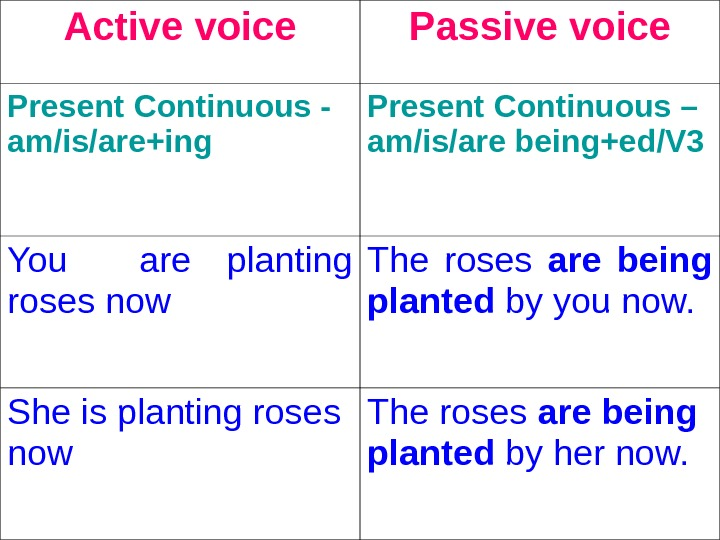 Active voice
Passive voice
Present Continuous -
am/is/are+ing
Present Continuous –
am/is/are being+ed/V3
You are planting
roses now
The roses are being
planted by you now.
She is planting roses
now
The roses are being
planted by her now.